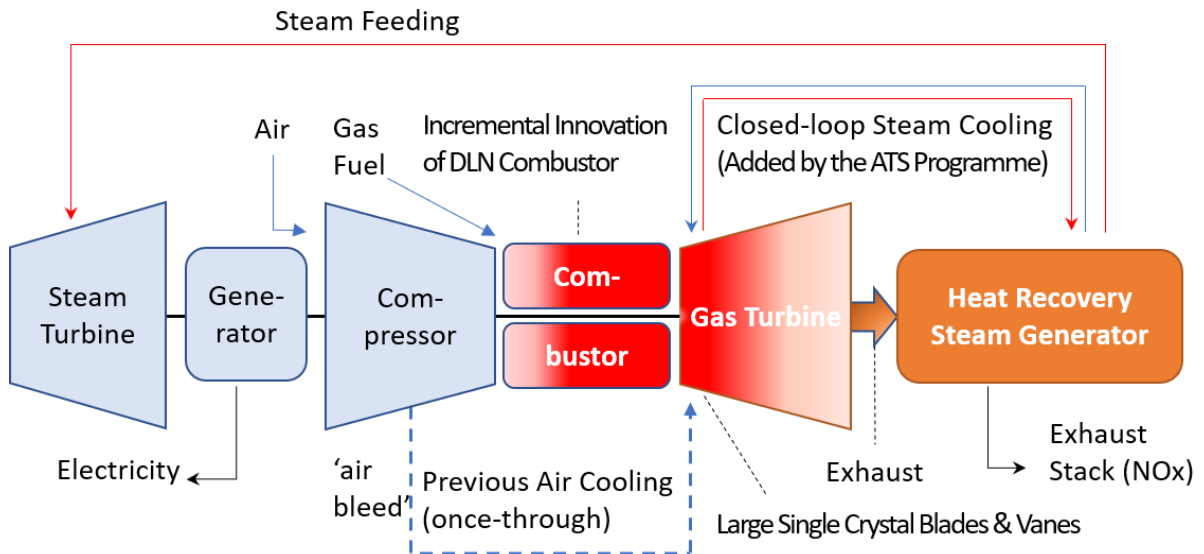 Steam Feeding
Air
Gas
Fuel
Incremental Innovation
of DLN Combustor
Closed-loop Steam Cooling
(Added by the ATS Programme)
Steam
Turbine
Gene-
rator
Com-
pressor
Com-
bustor
Gas Turbine
Heat Recovery
Steam Generator
Electricity
‘air
bleed’
Previous Air Cooling
(once-through)
Exhaust
Large Single Crystal Blades & Vanes
Exhaust
Stack (NOx)